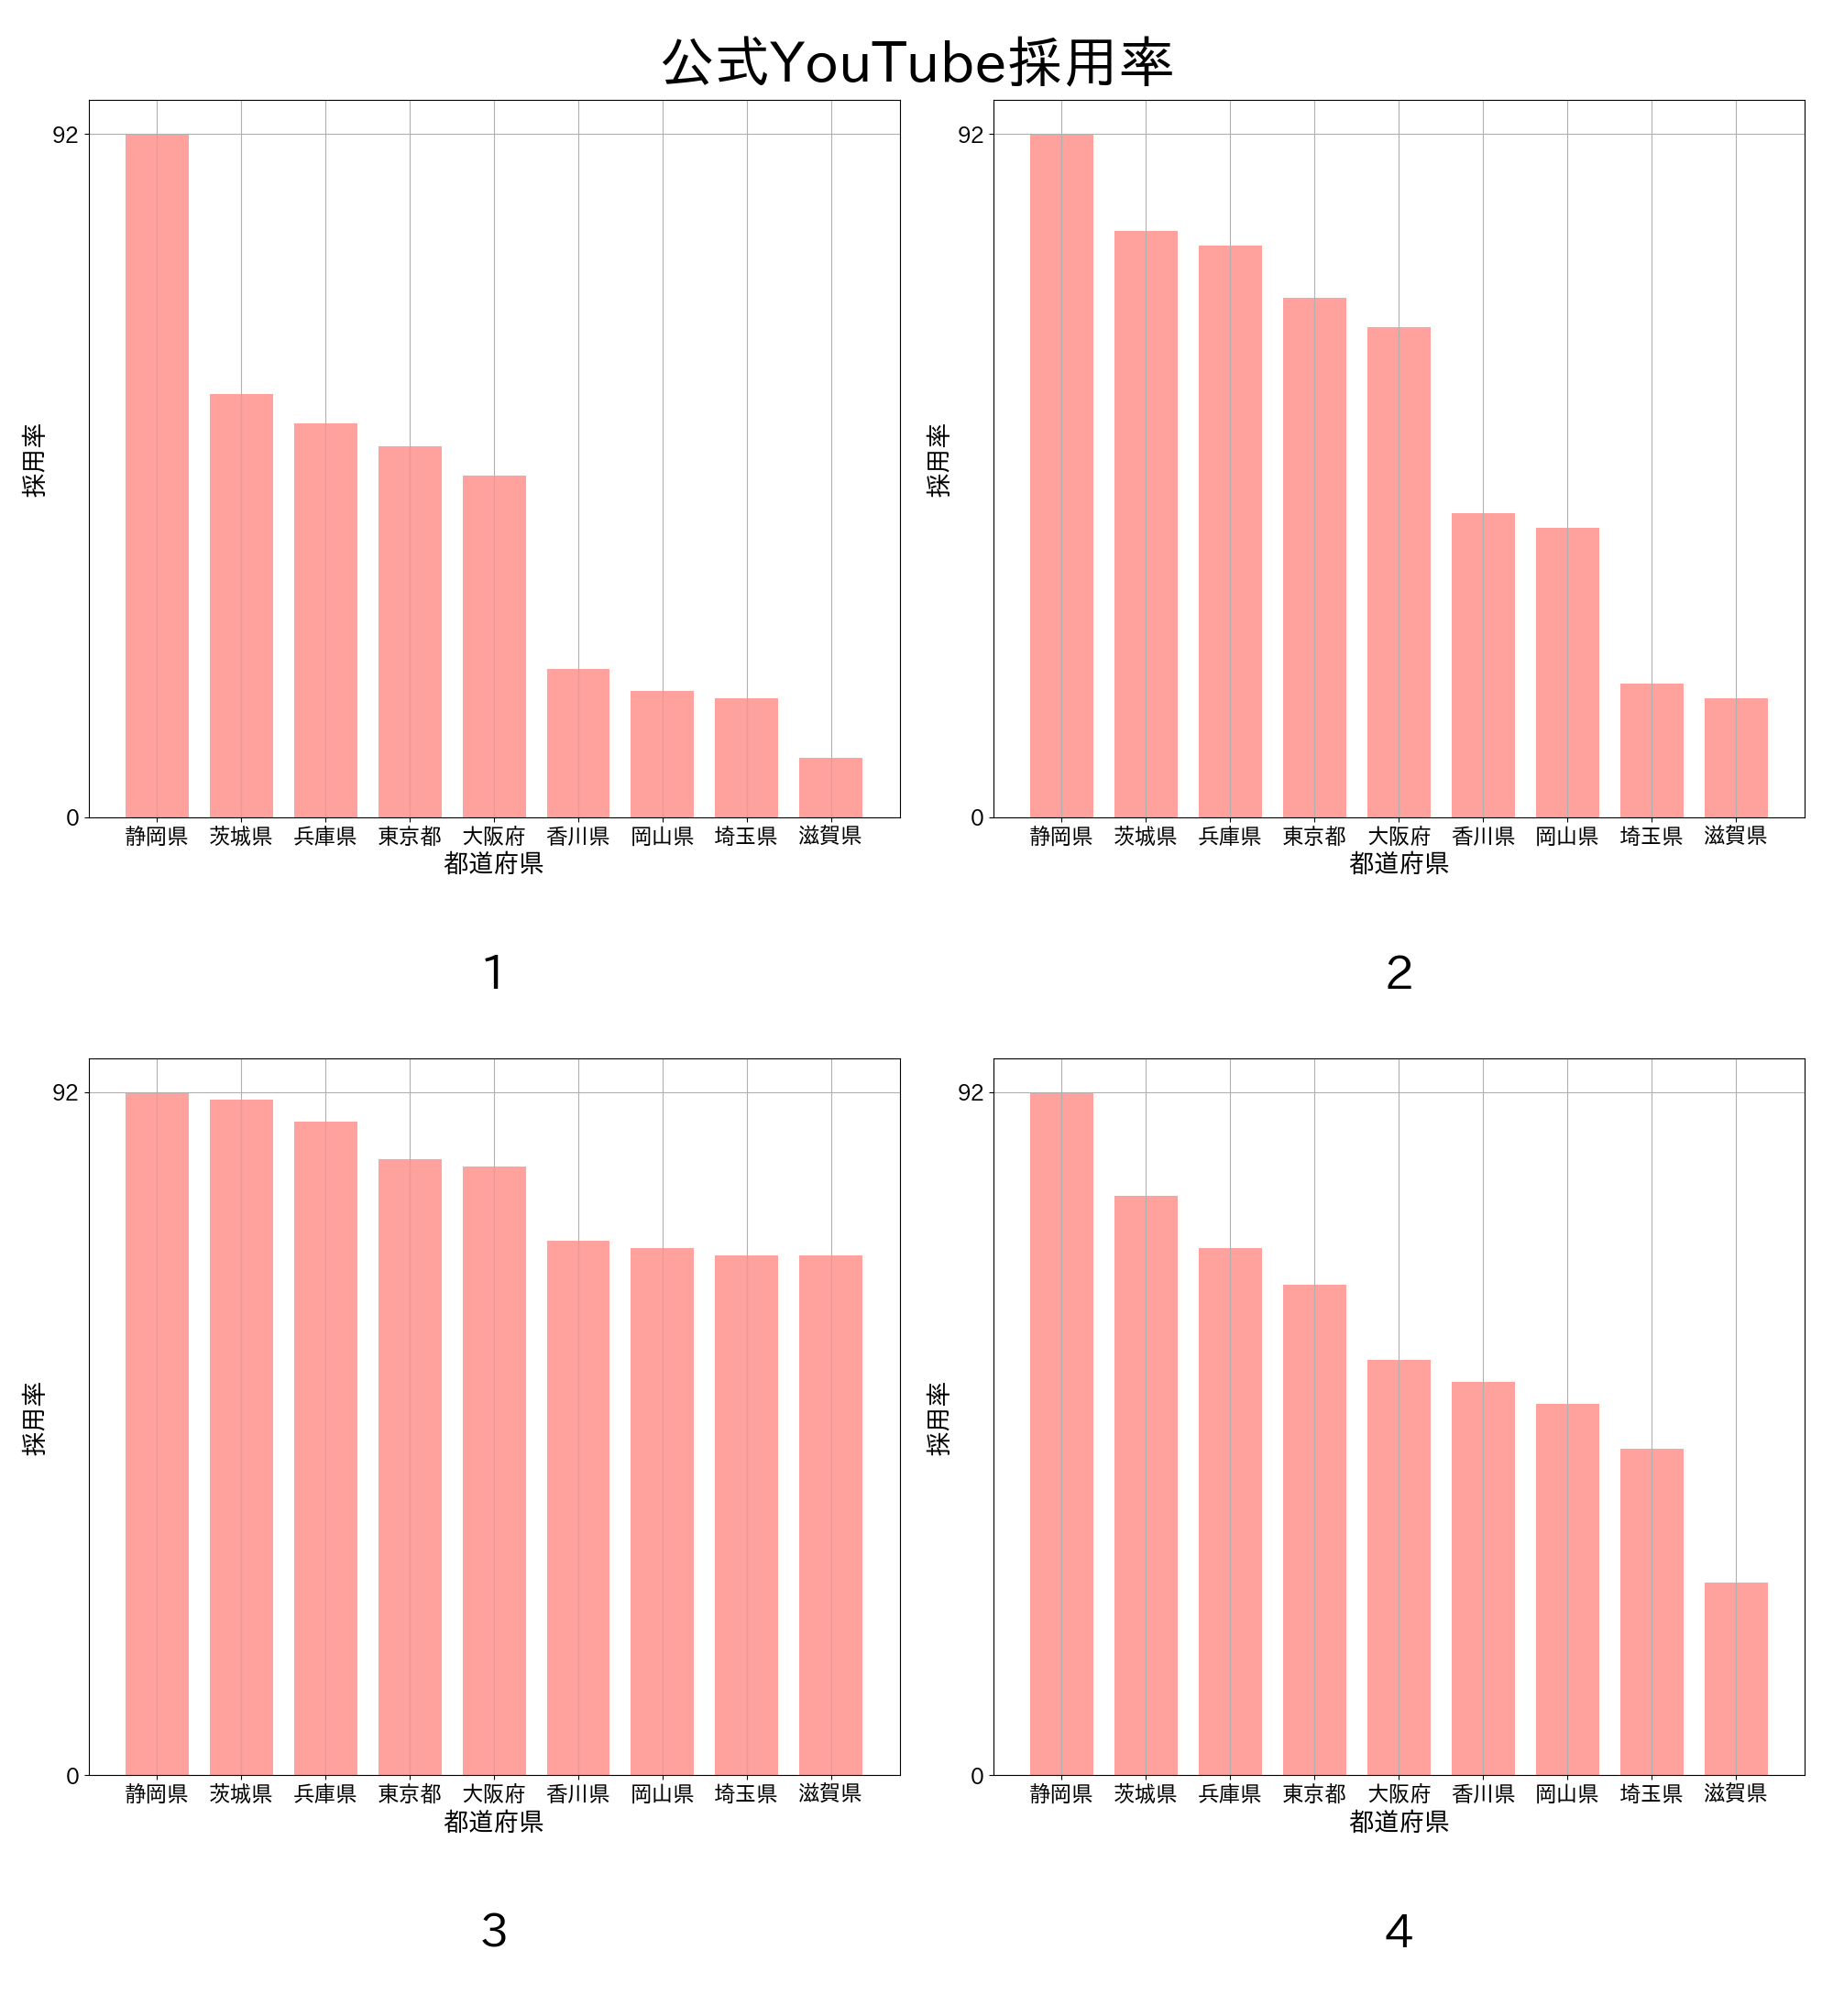 公式YouTube採用率
92
採用率
0
静岡県 茨城県 兵庫県 東京都 大阪府 香川県 岡山県 埼玉県 滋賀県
都道府県
1
92
採用率
0
静岡県 茨城県 兵庫県 東京都 大阪府 香川県 岡山県 埼玉県 滋賀県
都道府県
2
92
採用率
0
静岡県 茨城県 兵庫県 東京都 大阪府 香川県 岡山県 埼玉県 滋賀県
都道府県
3
92
採用率
0
静岡県 茨城県 兵庫県 東京都 大阪府 香川県 岡山県 埼玉県 滋賀県
都道府県
4